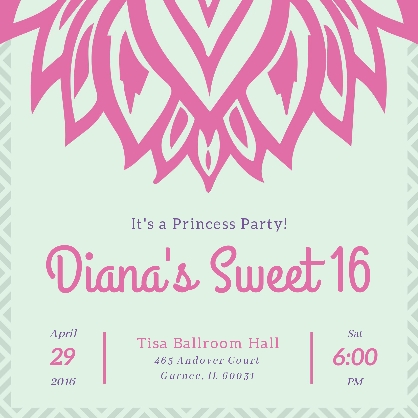 It's a Princess Party!
Diana's Sweet 16
April
29
2016
Tisa Ballroom Hall
465 Andover Court
Gurnee, IL 60031
Sat
6:00
PM